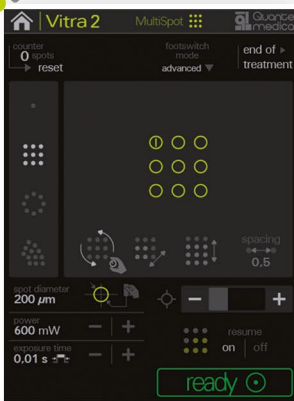 Vitra 2
MultiSpot
Quantel
medical
counter
0 spots
reset
footswitch
mode
advanced
end of
treatment
spacing
0,5
spot diameter
200 µm
power
600 mW
exposure time
0,01 s
resume
on | off
ready